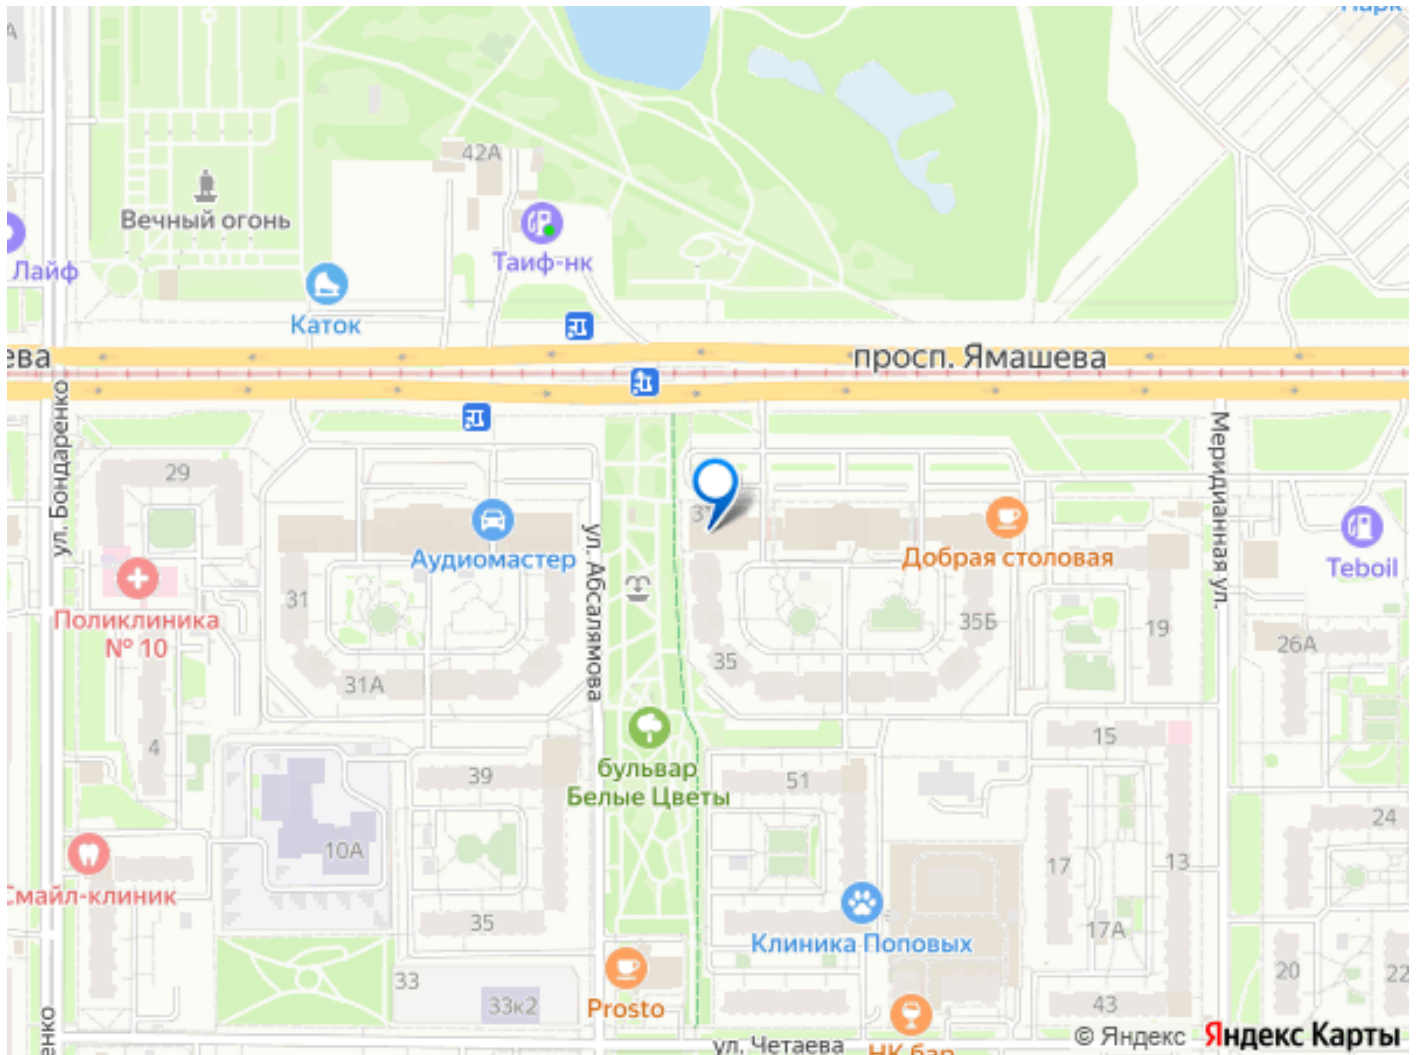 42А
Вечный огонь
Таиф-нк
Лайф
Каток
ева
просп. Ямашева
ул. Бондаренко
Меридианная ул.
29
Аудиомастер
ул. Абсалямова
Добрая столовая
Teboil
Поликлиника
№ 10
31
35Б
19
26А
35
31А
4
39
бульвар
Белые Цветы
51
15
24
10А
17
13
Смайл-клиник
35
Клиника Поповых
17А
33
33к2
Prosto
20
22
43
енко
ул. Четаева
НК бар
© Яндекс
Яндекс Карты